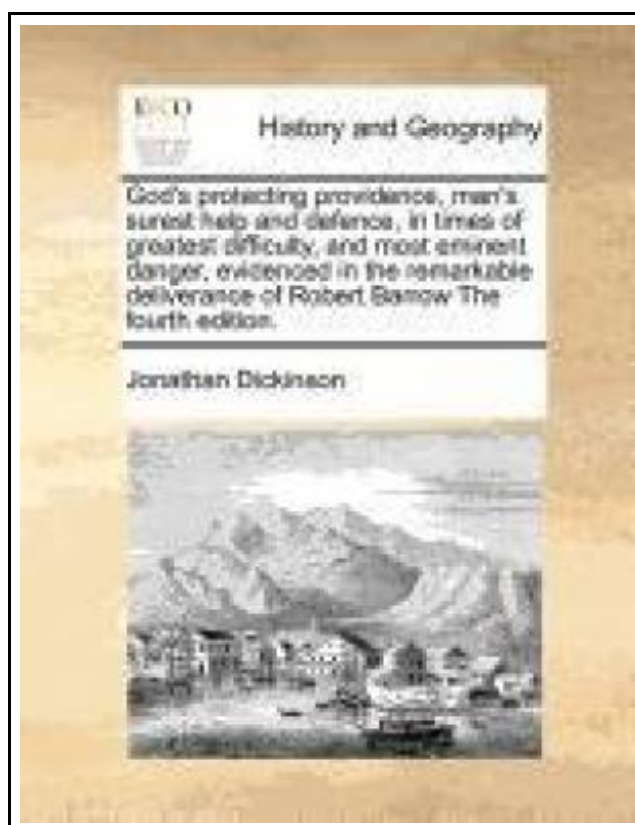 ECCO
History and Geography
God's protecting providence, man's
surest help and defence, in times of
greatest difficulty, and most eminent
danger, evidenced in the remarkable
deliverance of Robert Barrow The
fourth edition.
Jonathan Dickinson